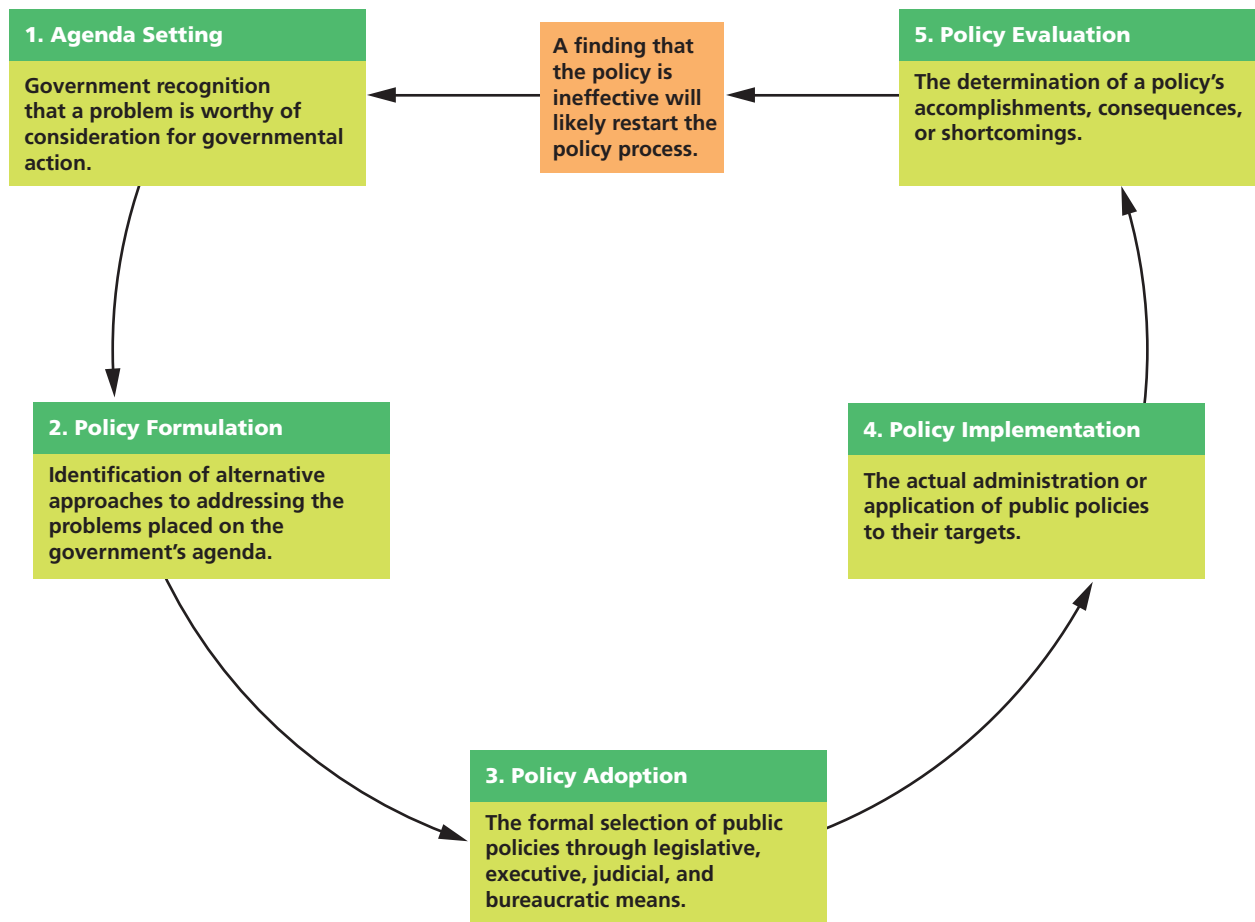 1. Agenda Setting
Government recognition
that a problem is worthy of
consideration for governmental
action.
2. Policy Formulation
Identification of alternative
approaches to addressing the
problems placed on the
government’s agenda.
3. Policy Adoption
The formal selection of public
policies through legislative,
executive, judicial, and
bureaucratic means.
4. Policy Implementation
The actual administration or
application of public policies
to their targets.
5. Policy Evaluation
The determination of a policy’s
accomplishments, consequences,
or shortcomings.
A finding that
the policy is
ineffective will
likely restart the
policy process.